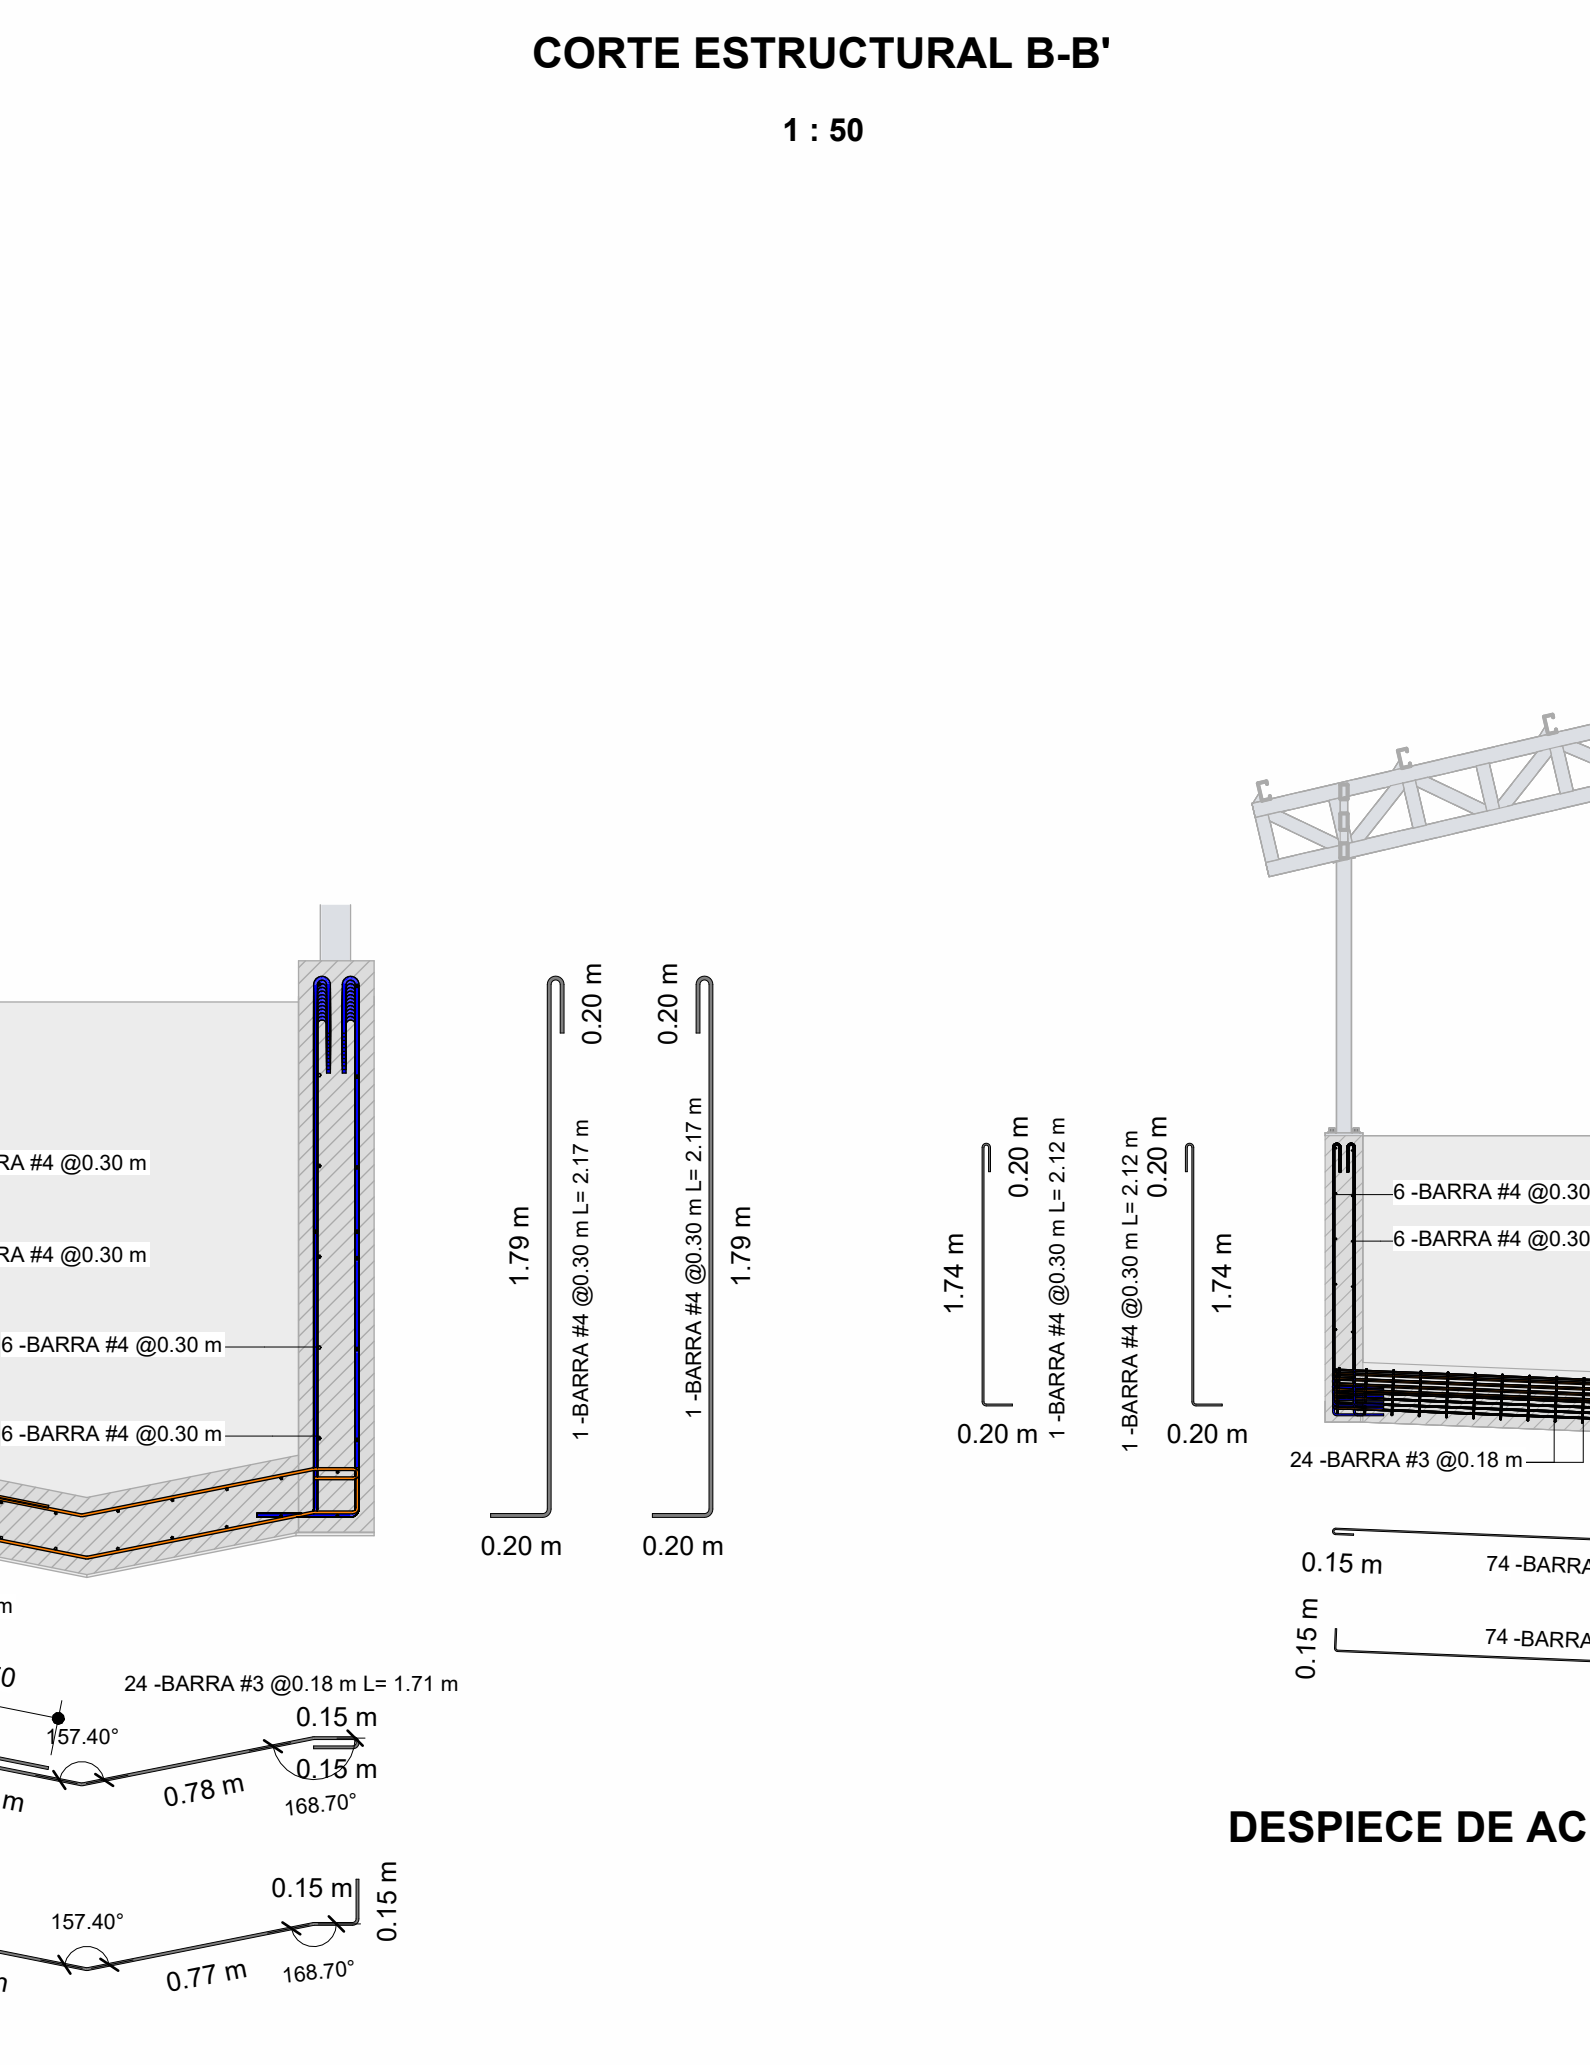 CORTE ESTRUCTURAL B-B'
1 : 50
RA #4 @0.30 m
RA #4 @0.30 m
6 -BARRA #4 @0.30 m
6 -BARRA #4 @0.30 m
0.20 m
1.79 m
1 -BARRA #4 @0.30 m L= 2.17 m
0.20 m
0.20 m
1 -BARRA #4 @0.30 m L= 2.17 m
1.79 m
0.20 m
0.20 m
1.74 m
1 -BARRA #4 @0.30 m L= 2.12 m
0.20 m
0.20 m
1 -BARRA #4 @0.30 m L= 2.12 m
1.74 m
0.20 m
6 -BARRA #4 @0.30
6 -BARRA #4 @0.30
24 -BARRA #3 @0.18 m
0.15 m
74 -BARRA
0.15 m
74 -BARRA
m
0
24 -BARRA #3 @0.18 m L= 1.71 m
0.15 m
157.40°
0.15 m
0.78 m
168.70°
m
DESPIECE DE AC
0.15 m
0.15 m
157.40°
0.77 m
168.70°